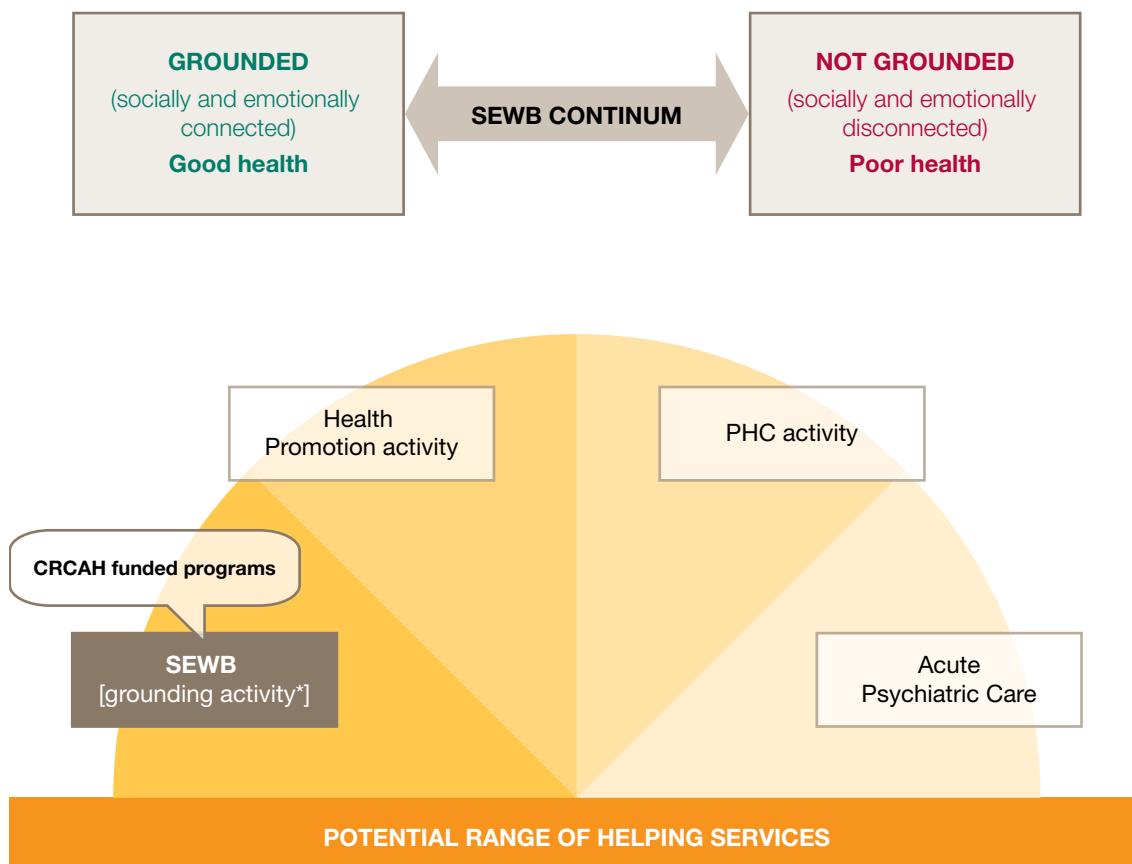 GROUNDED
(socially and emotionally
connected)
Good health
SEWB CONTINUM
NOT GROUNDED
(socially and emotionally
disconnected)
Poor health
Health
Promotion activity
PHC activity
CRCAH funded programs
SEWB
[grounding activity*]
Acute
Psychiatric Care
POTENTIAL RANGE OF HELPING SERVICES